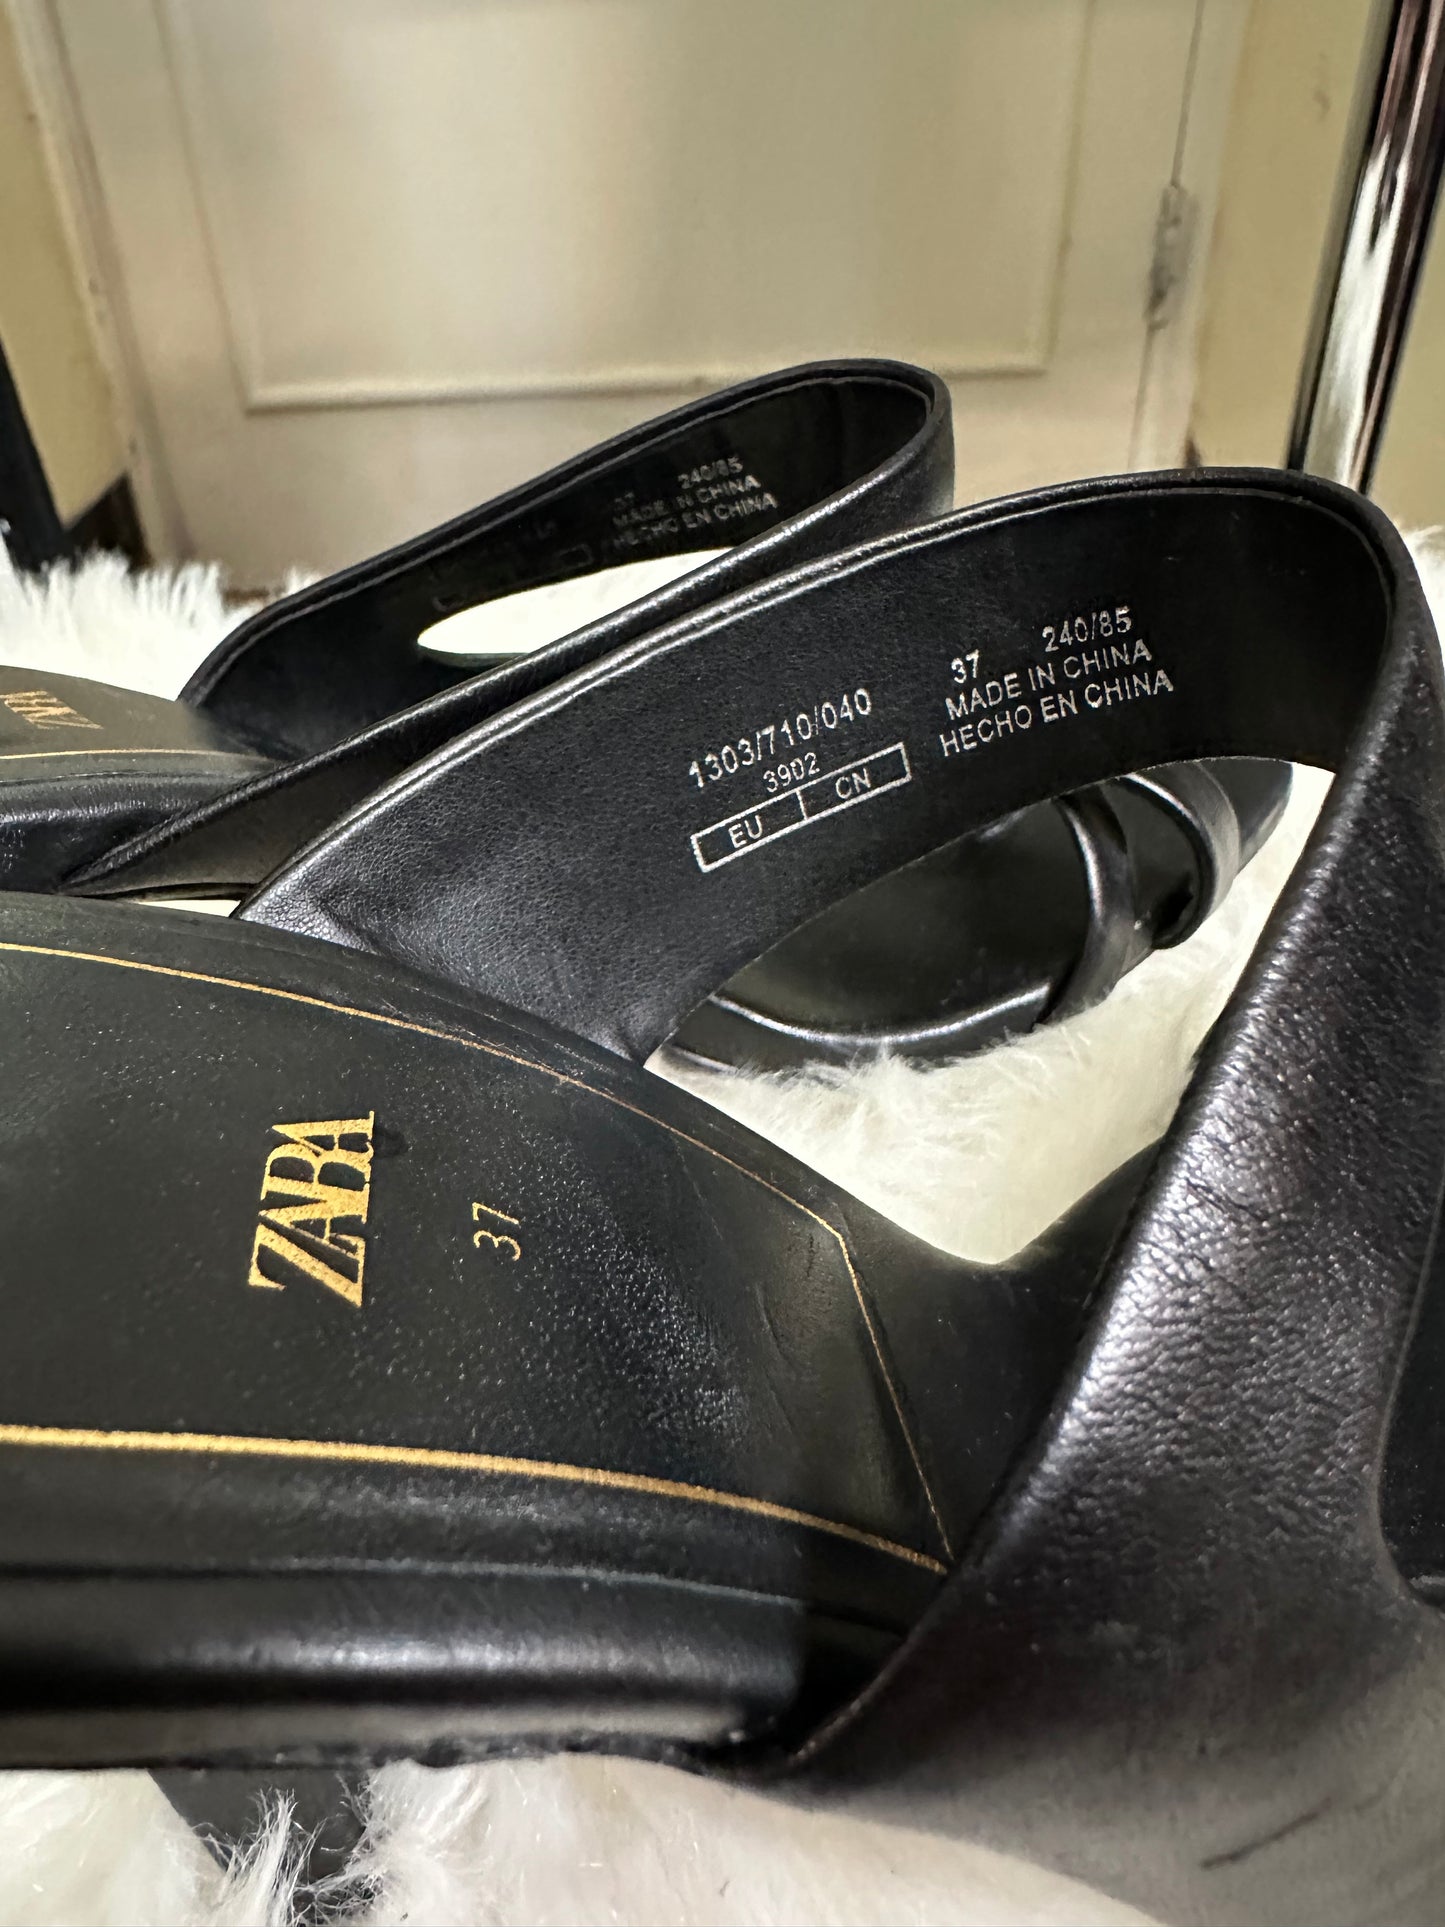 37 240/85
MADE IN CHINA
HECHO EN CHINA
37 240/85
MADE IN CHINA
HECHO EN CHINA
1303/710/040
3902
EU CN
ZARA
ZARA
37